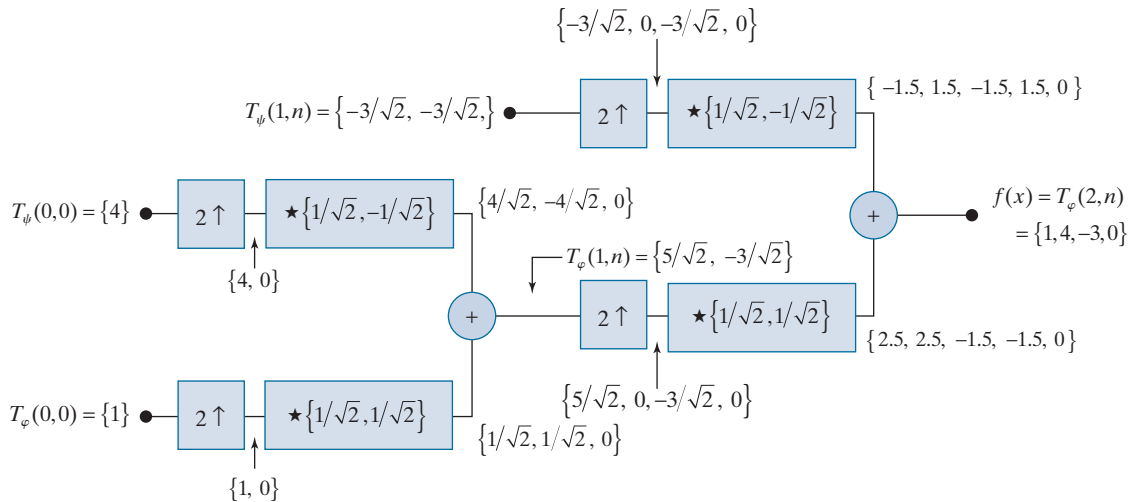 {−3/√2, 0, −3/√2, 0}
T_ψ(1,n) = {−3/√2, −3/√2,}
2↑
★{1/√2, −1/√2}
{ −1.5, 1.5, −1.5, 1.5, 0 }
T_ψ(0,0) = {4}
2↑
★{1/√2, −1/√2}
{4/√2, −4/√2, 0}
{4, 0}
+
f(x) = T_φ(2,n)
= {1, 4, −3, 0}
T_φ(1,n) = {5/√2, −3/√2}
+
2↑
★{1/√2, 1/√2}
{2.5, 2.5, −1.5, −1.5, 0}
{5/√2, 0, −3/√2, 0}
T_φ(0,0) = {1}
2↑
★{1/√2, 1/√2}
{1/√2, 1/√2, 0}
{1, 0}